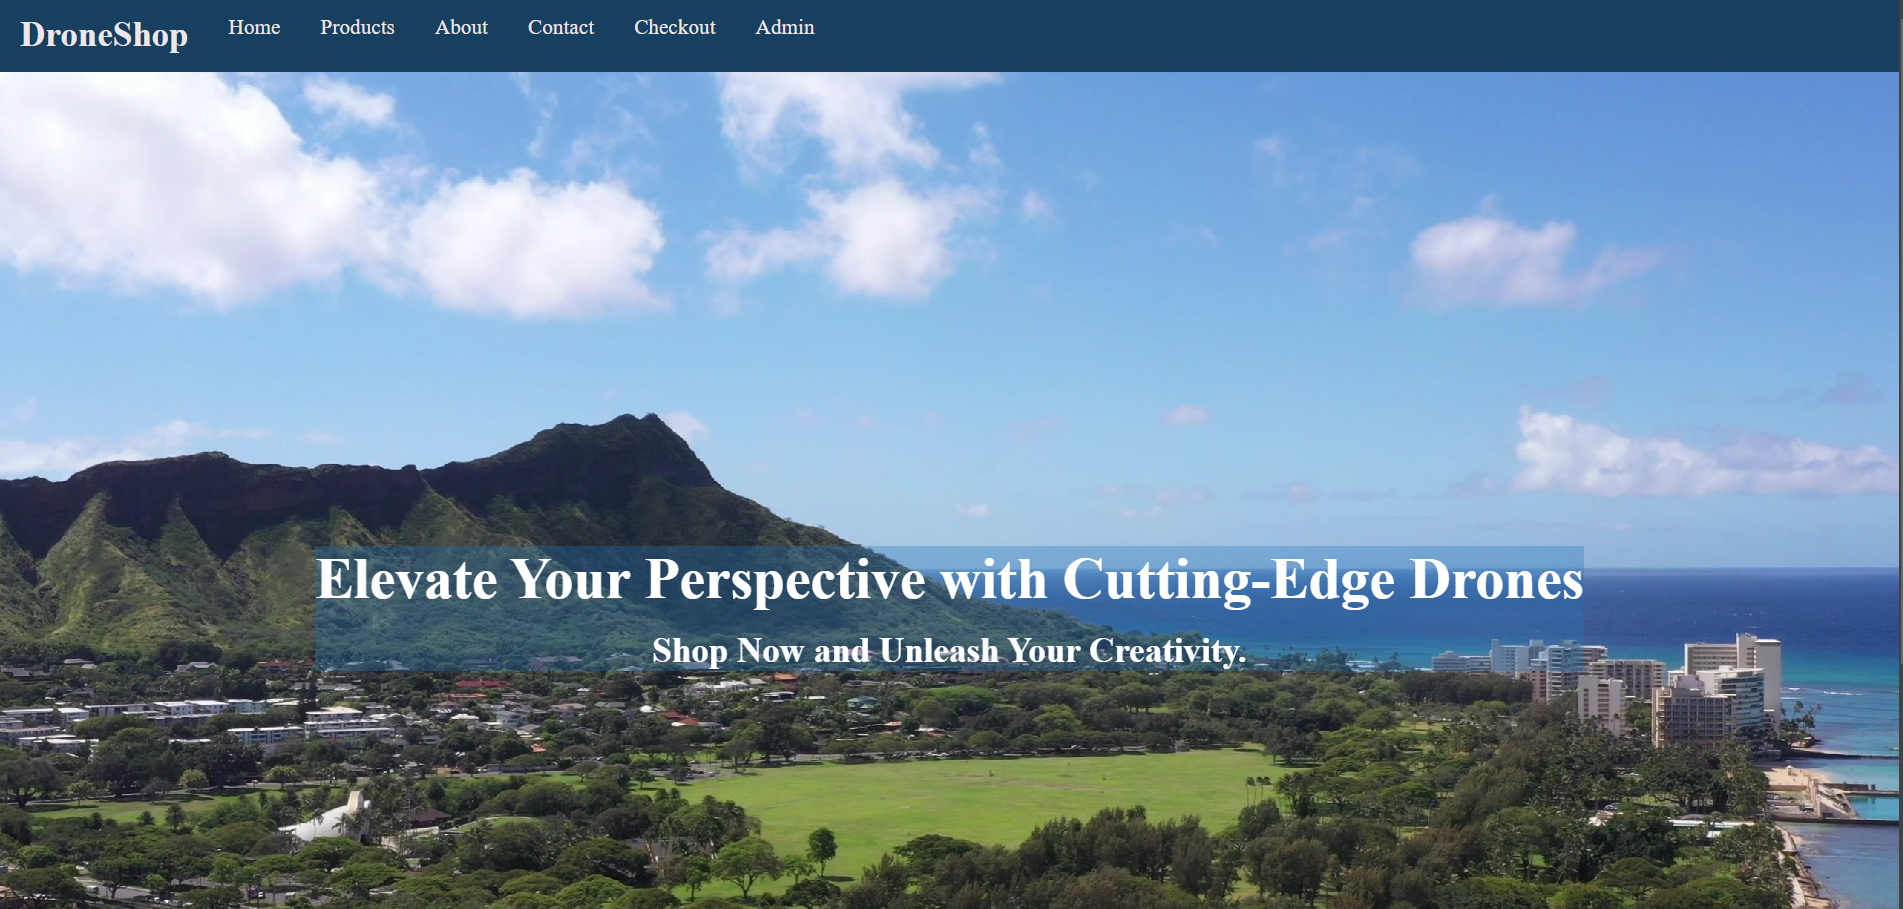 DroneShop Home Products About Contact Checkout Admin
Elevate Your Perspective with Cutting-Edge Drones
Shop Now and Unleash Your Creativity.